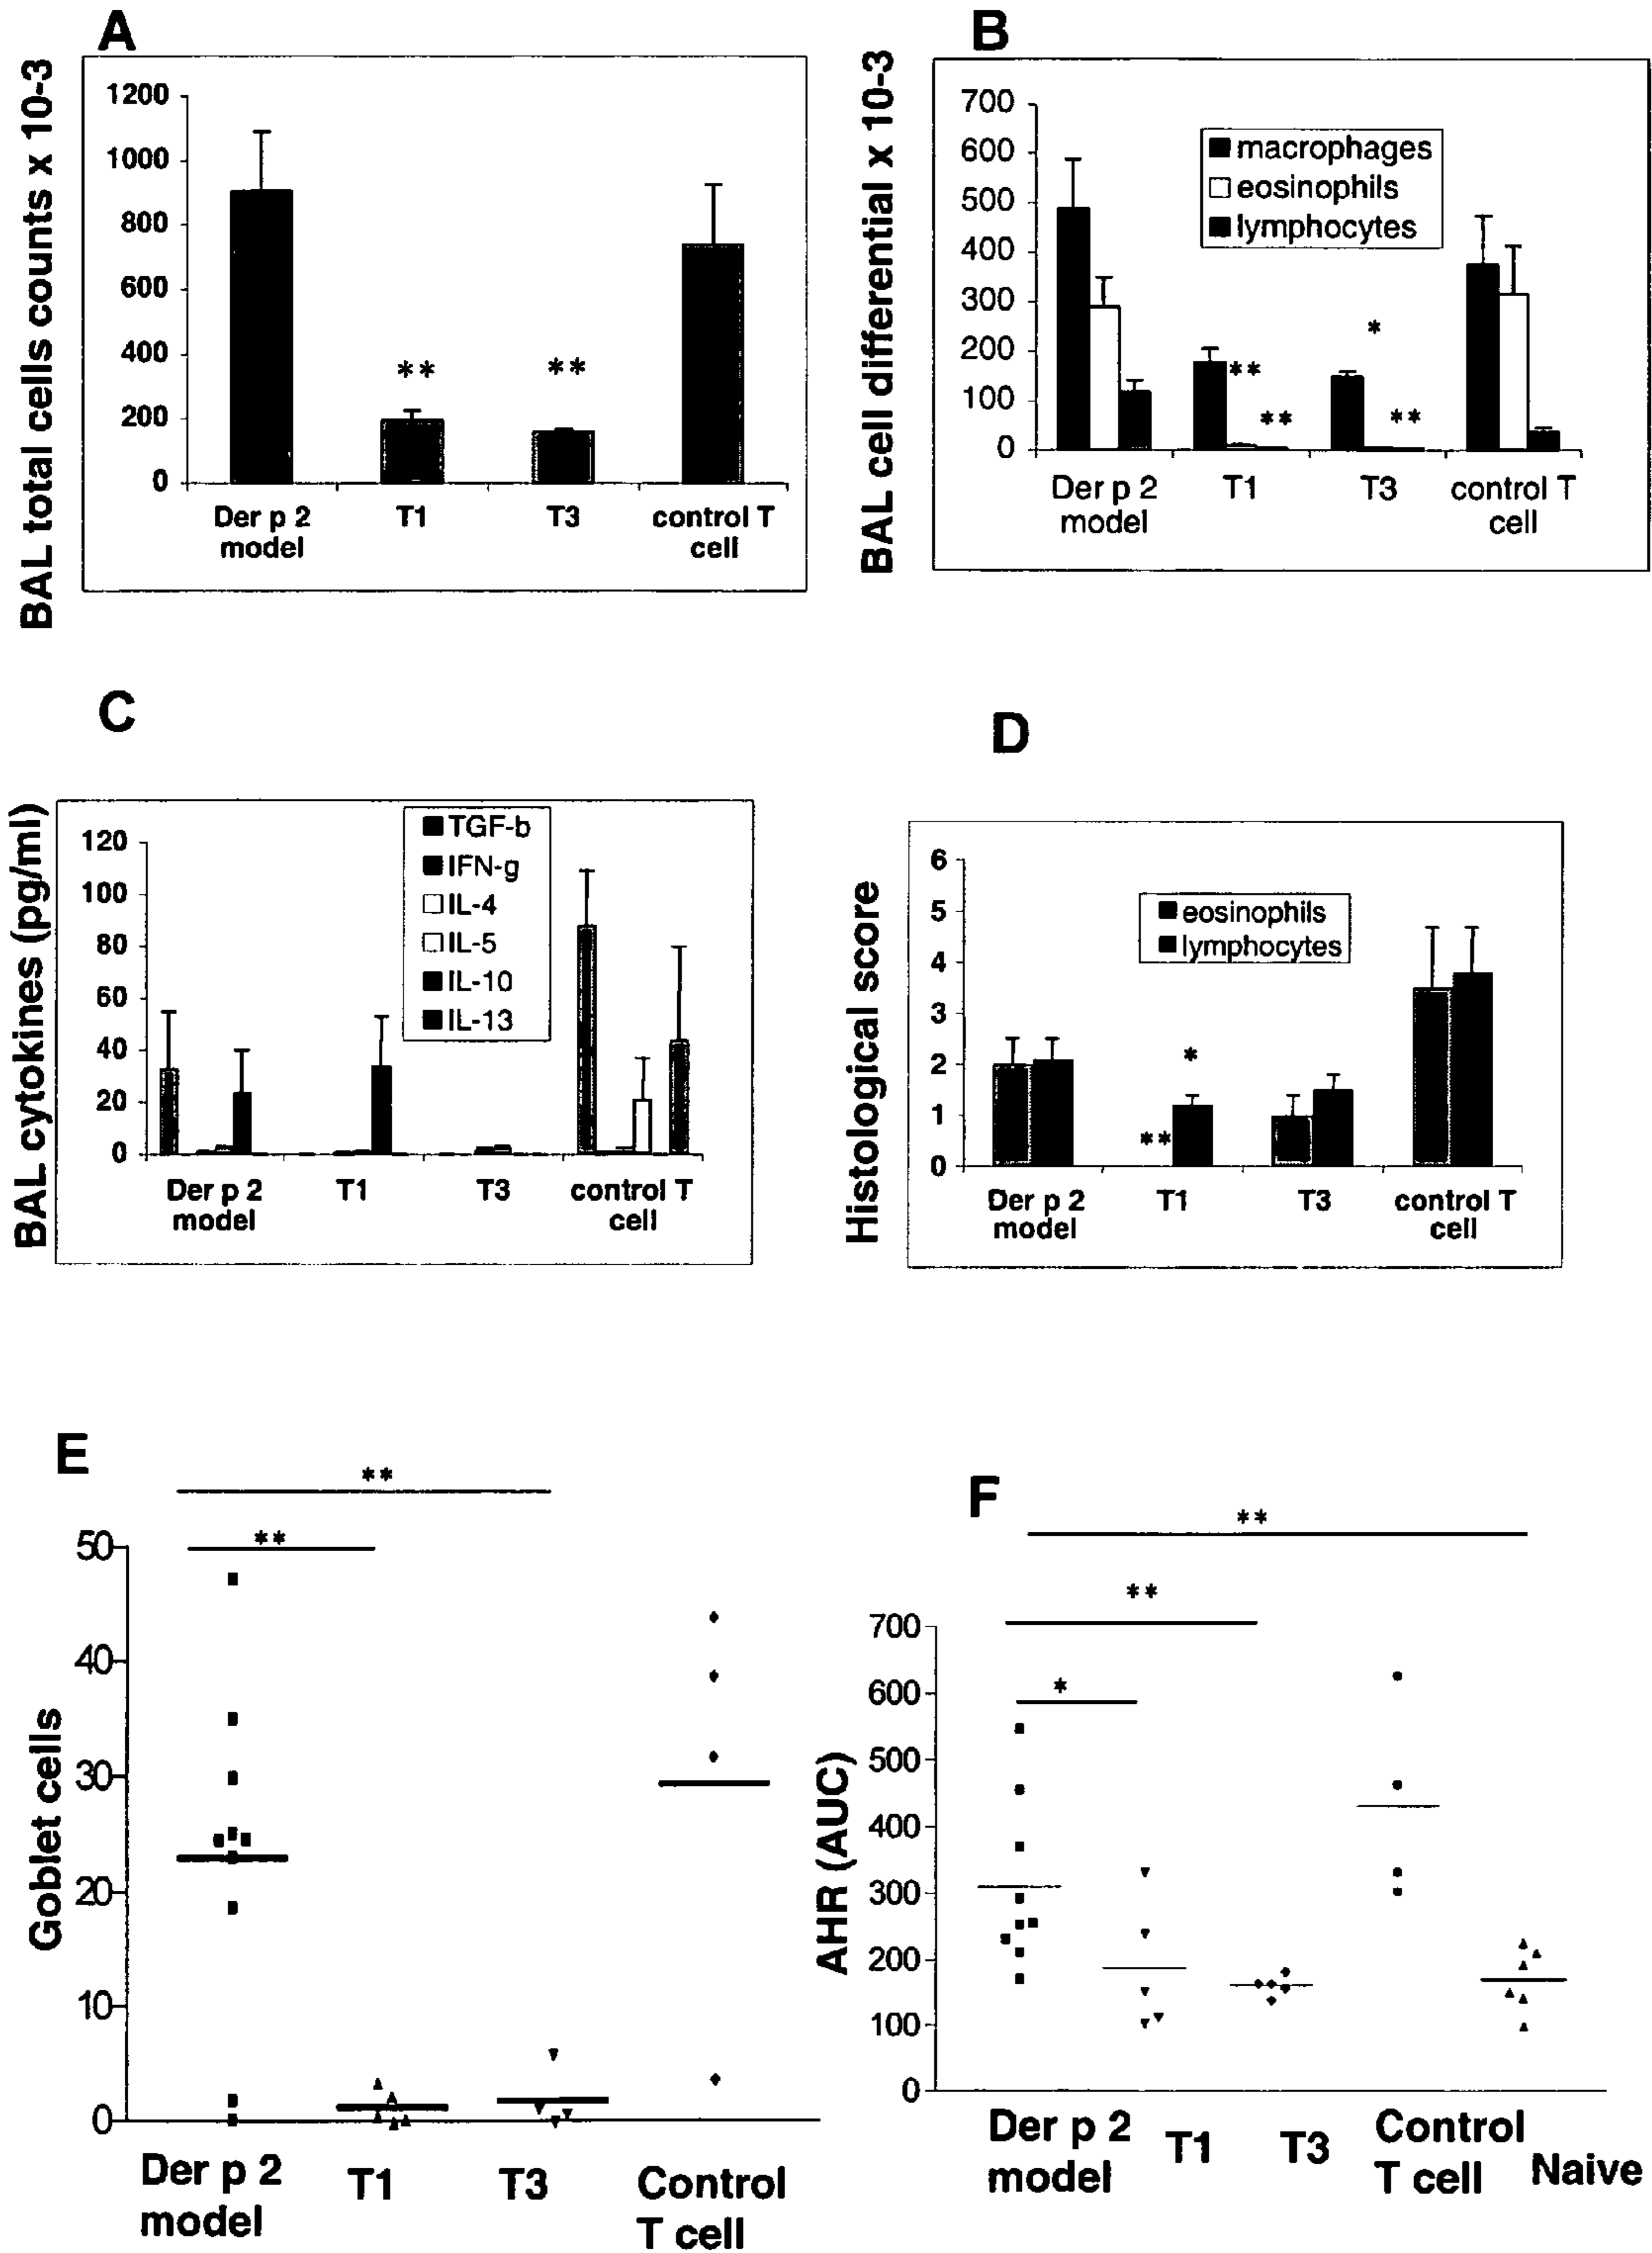 A
BAL total cells counts x 10-3
1200
1000
800
600
400
200
0
**
**
Der p 2
model
T1
T3
control T
cell
B
BAL cell differential x 10-3
700
600
500
400
300
200
100
0
macrophages
eosinophils
lymphocytes
**
**
*
**
Der p 2
model
T1
T3
control T
cell
C
BAL cytokines (pg/ml)
120
100
80
60
40
20
0
TGF-b
IFN-g
IL-4
IL-5
IL-10
IL-13
Der p 2
model
T1
T3
control T
cell
D
Histological score
6
5
4
3
2
1
0
eosinophils
lymphocytes
*
**
Der p 2
model
T1
T3
control T
cell
E
**
**
Goblet cells
50
40
30
20
10
0
Der p 2
model
T1
T3
Control
T cell
F
**
**
*
AHR (AUC)
700
600
500
400
300
200
100
0
Der p 2
model
T1
T3
Control
T cell
Naive